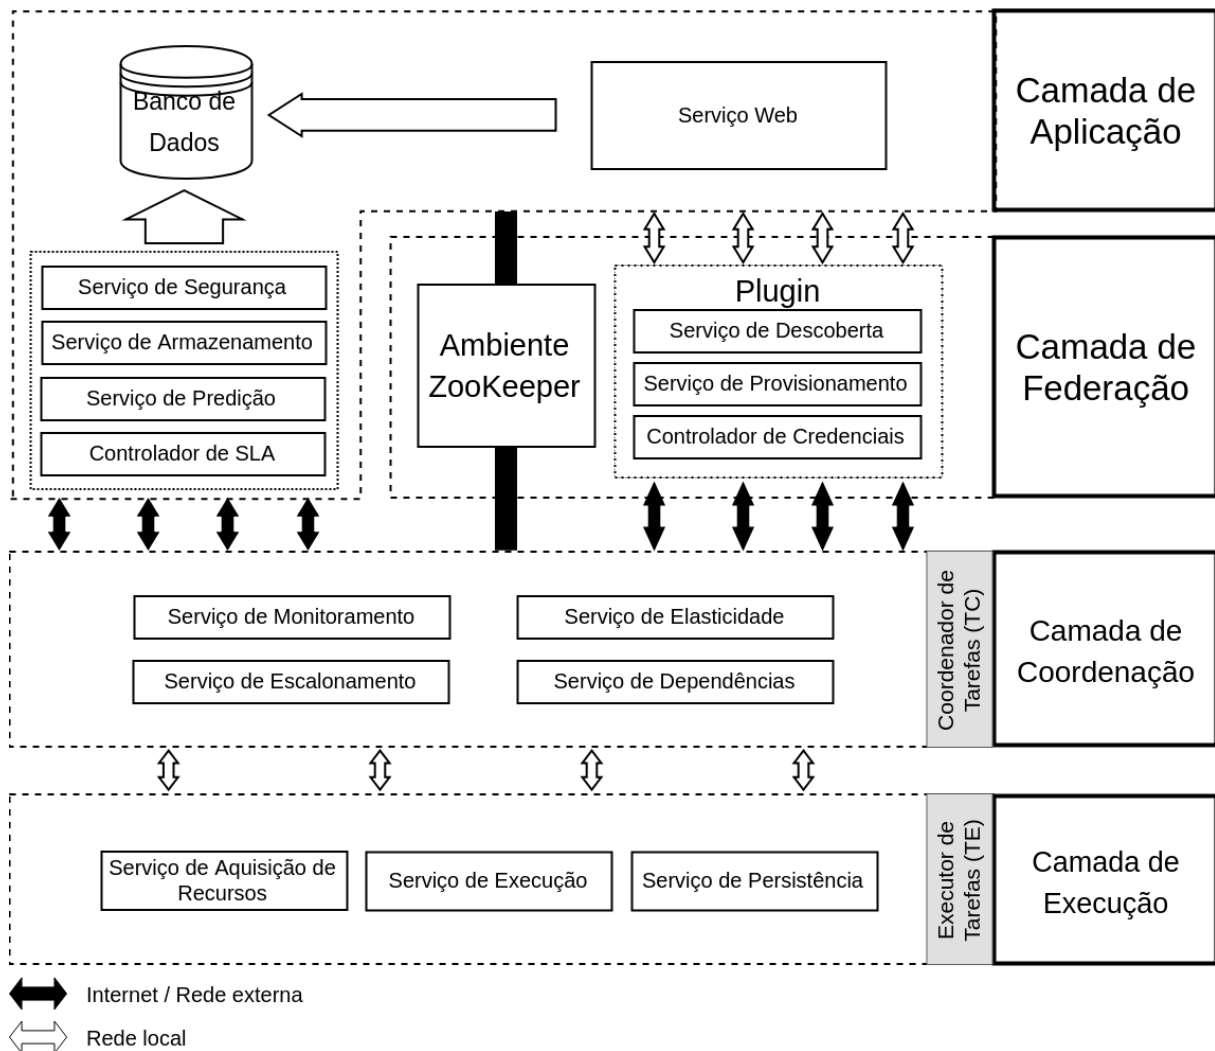 Banco de
Dados
Serviço Web
Camada de
Aplicação
Serviço de Segurança
Serviço de Armazenamento
Serviço de Predição
Controlador de SLA
Ambiente
ZooKeeper
Plugin
Serviço de Descoberta
Serviço de Provisionamento
Controlador de Credenciais
Camada de
Federação
Serviço de Monitoramento
Serviço de Elasticidade
Serviço de Escalonamento
Serviço de Dependências
Coordenador de
Tarefas (TC)
Camada de
Coordenação
Serviço de Aquisição de
Recursos
Serviço de Execução
Serviço de Persistência
Executor de
Tarefas (TE)
Camada de
Execução
Internet / Rede externa
Rede local